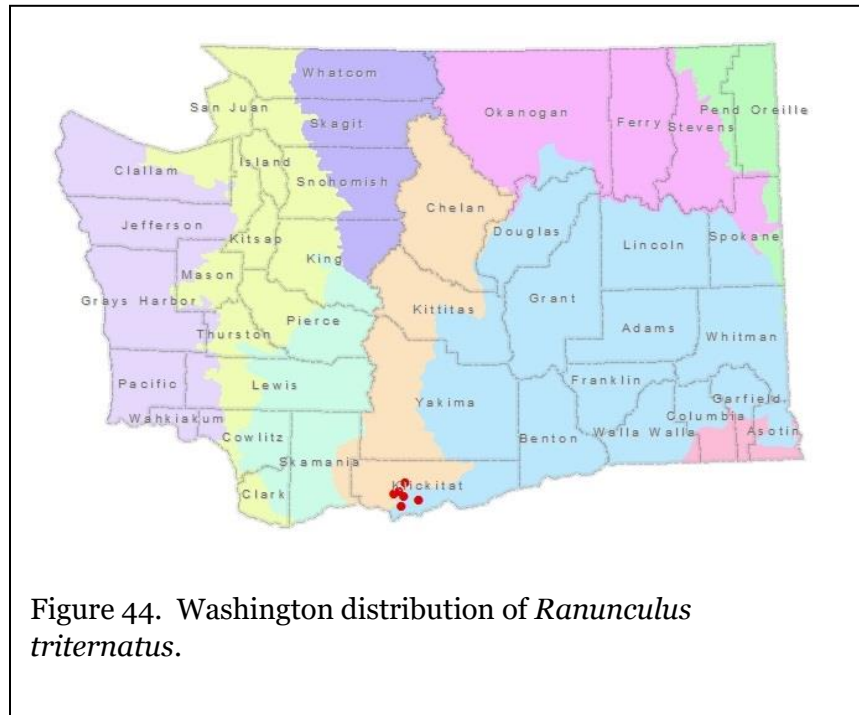 Whatcom
San Juan
Okanogan
Pend Oreille
Ferry
Stevens
Skagit
Island
Clallam
Snohomish
Chelan
Jefferson
Kitsap
Douglas
Lincoln
Spokane
King
Mason
Grays Harbor
Kittitas
Grant
Pierce
Adams
Whitman
Thurston
Pacific
Lewis
Yakima
Franklin
Garfield
Wahkiakum
Columbia
Cowlitz
Benton
Walla Walla
Asotin
Skamania
Klickitat
Clark
Figure 44. Washington distribution of Ranunculus
triternatus.